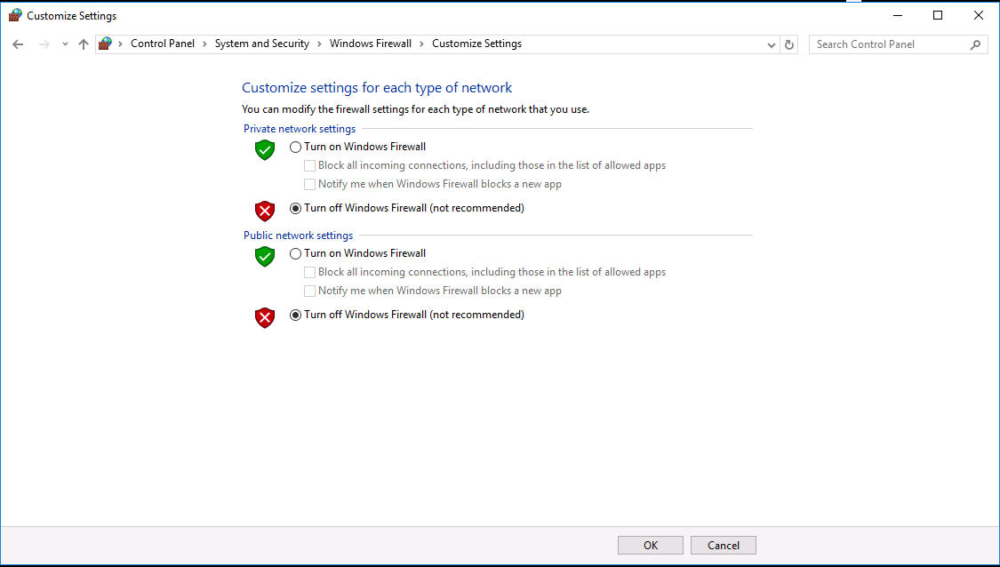 Customize Settings
Control Panel > System and Security > Windows Firewall > Customize Settings
Search Control Panel
Customize settings for each type of network
You can modify the firewall settings for each type of network that you use.
Private network settings
Turn on Windows Firewall
Block all incoming connections, including those in the list of allowed apps
Notify me when Windows Firewall blocks a new app
Turn off Windows Firewall (not recommended)
Public network settings
Turn on Windows Firewall
Block all incoming connections, including those in the list of allowed apps
Notify me when Windows Firewall blocks a new app
Turn off Windows Firewall (not recommended)
OK Cancel